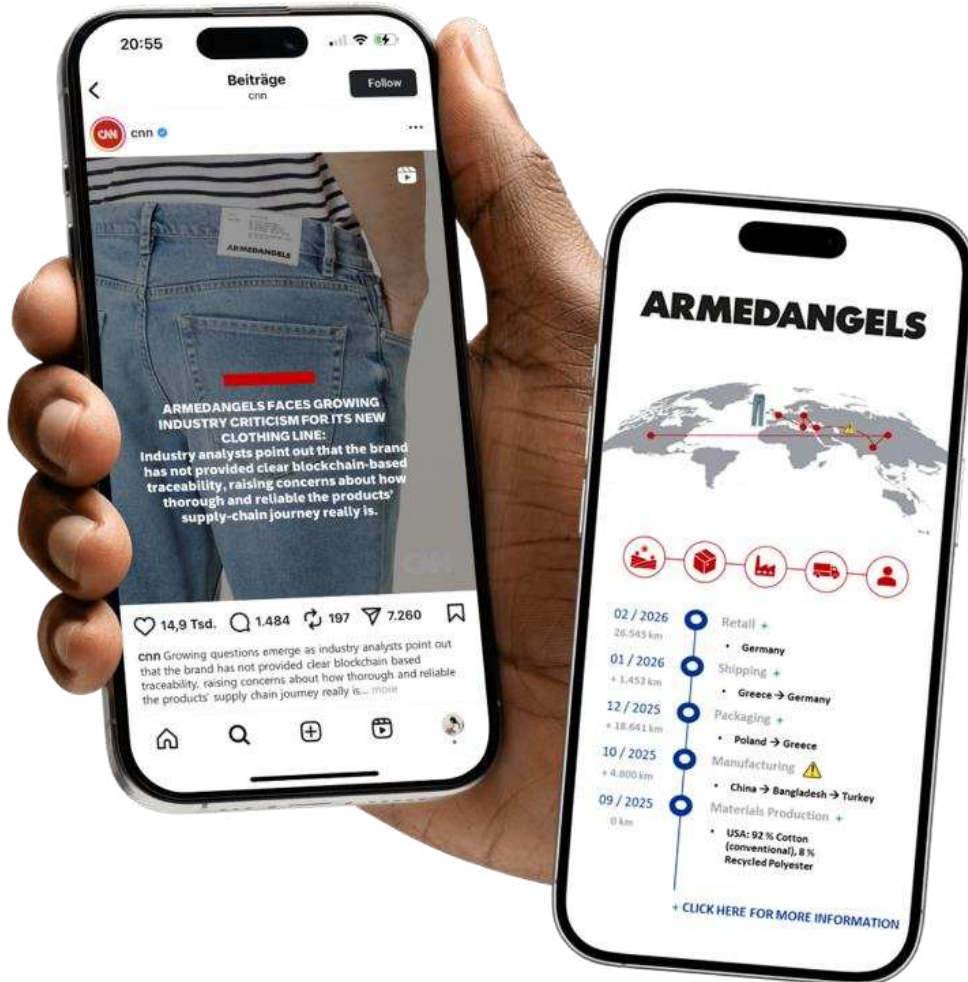 20:55
Beiträge
cnn
Follow
CNN
cnn
ARMEDANGELS
ARMEDANGELS FACES GROWING
INDUSTRY CRITICISM FOR ITS NEW
CLOTHING LINE:
Industry analysts point out that the brand
has not provided clear blockchain-based
traceability, raising concerns about how
thorough and reliable the products'
supply-chain journey really is.
CNN
14,9 Tsd.
1.484
197
7.260
cnn Growing questions emerge as industry analysts point out
that the brand has not provided clear blockchain based
traceability, raising concerns about how thorough and reliable
the products' supply chain journey really is... more
ARMEDANGELS
02 / 2026
26.545 km
Retail +
• Germany
01 / 2026
+ 1.453 km
Shipping +
• Greece → Germany
12 / 2025
+ 18.641 km
Packaging +
• Poland → Greece
10 / 2025
+ 4.800 km
Manufacturing
• China → Bangladesh → Turkey
09 / 2025
0 km
Materials Production +
• USA: 92 % Cotton
(conventional), 8 %
Recycled Polyester
+ CLICK HERE FOR MORE INFORMATION